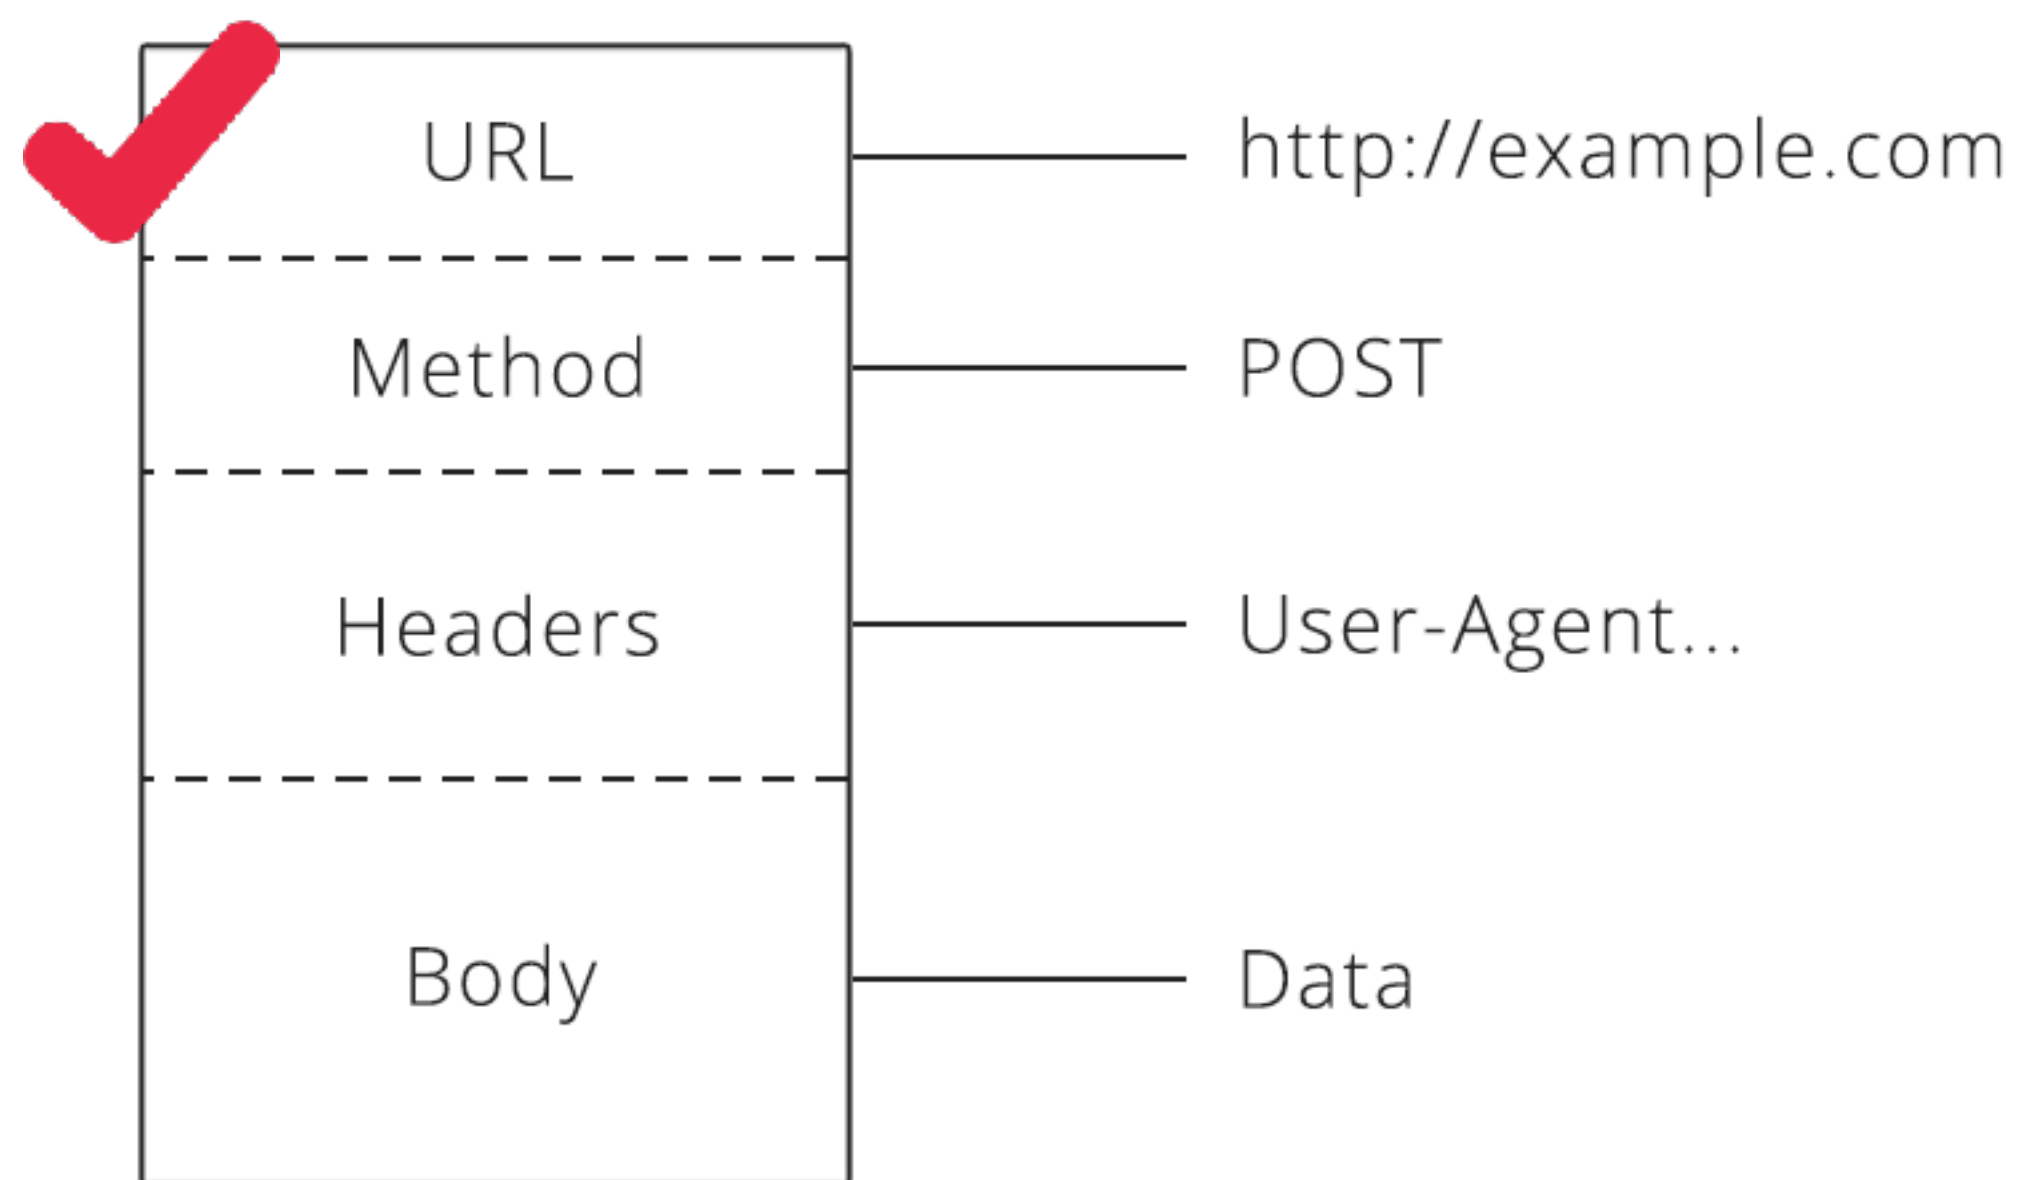 URL
http://example.com
Method
POST
Headers
User-Agent...
Body
Data